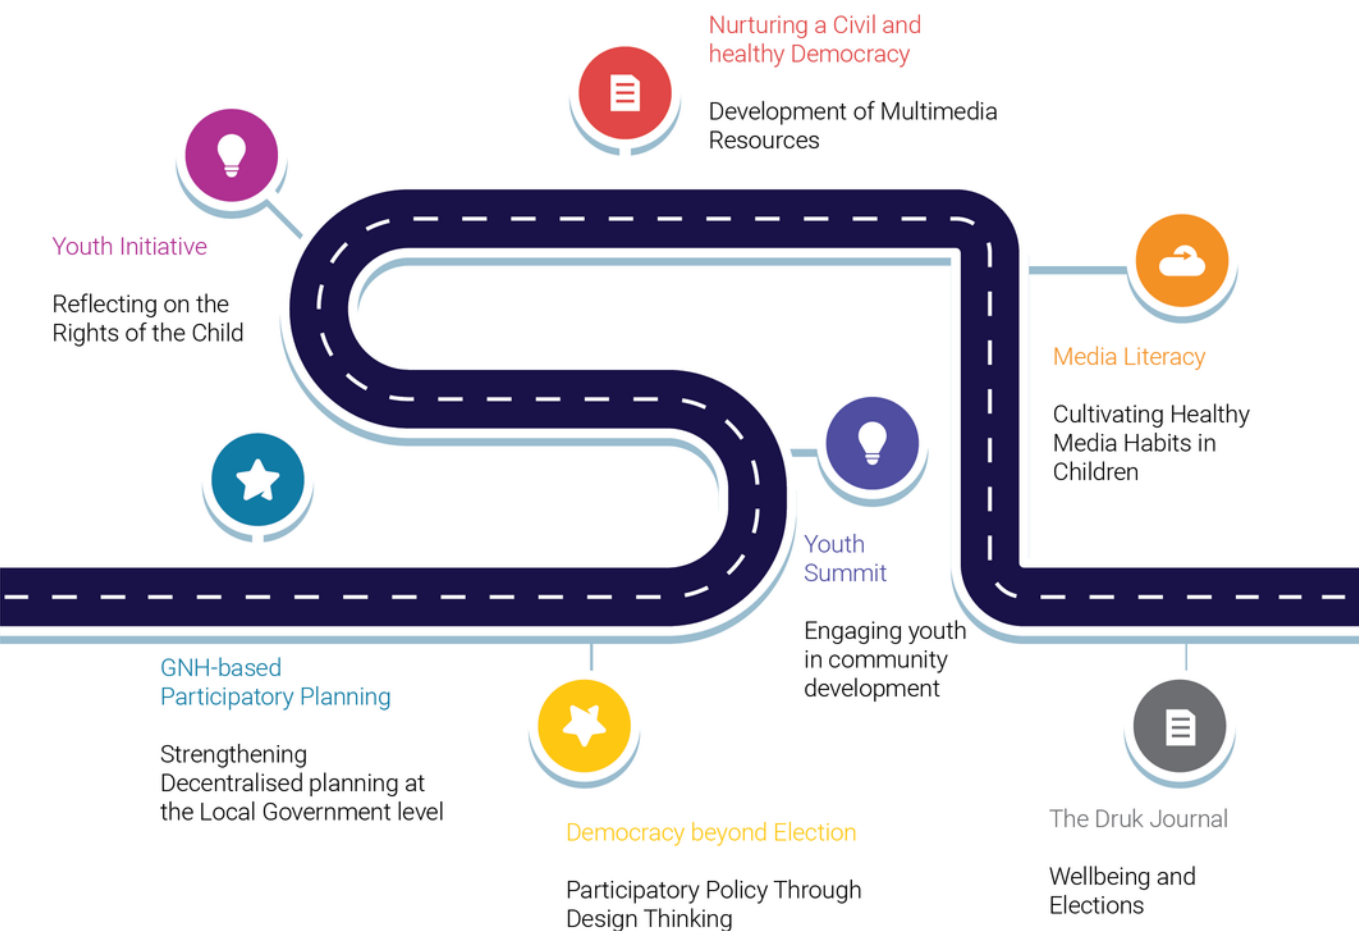 Nurturing a Civil and
healthy Democracy
Development of Multimedia
Resources
Youth Initiative
Reflecting on the
Rights of the Child
Media Literacy
Cultivating Healthy
Media Habits in
Children
Youth
Summit
Engaging youth
in community
development
GNH-based
Participatory Planning
Strengthening
Decentralised planning at
the Local Government level
Democracy beyond Election
Participatory Policy Through
Design Thinking
The Druk Journal
Wellbeing and
Elections